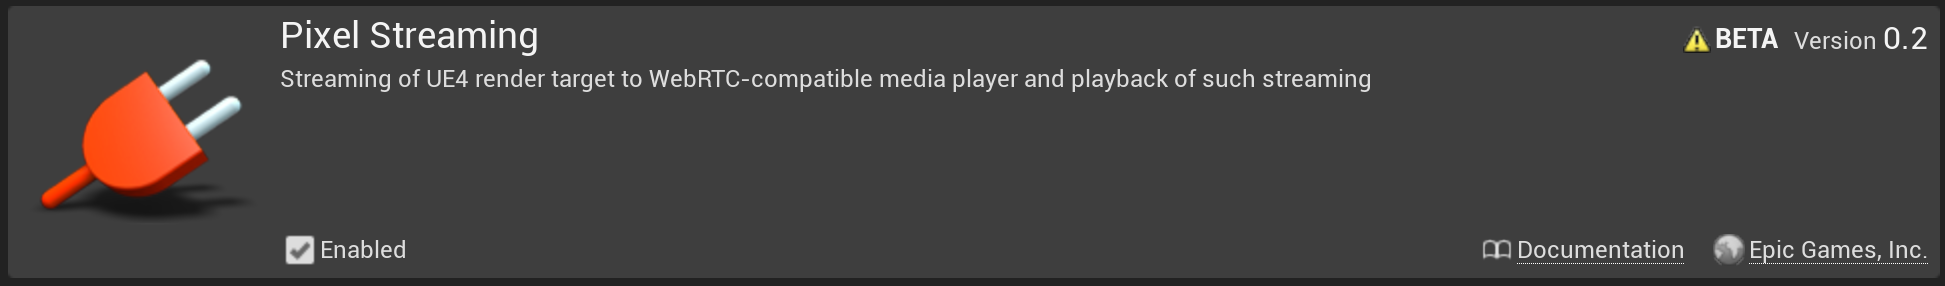 Pixel Streaming
BETA Version 0.2
Streaming of UE4 render target to WebRTC-compatible media player and playback of such streaming
Enabled
Documentation
Epic Games, Inc.